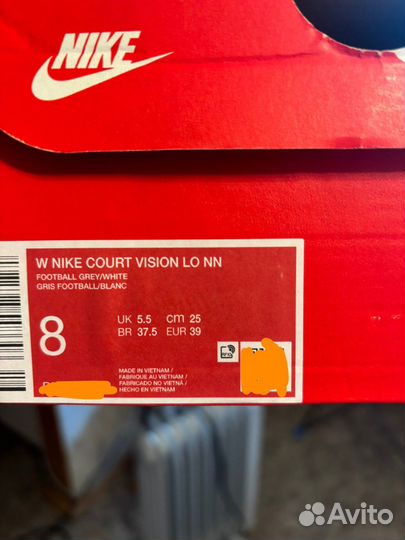 NIKE
W NIKE COURT VISION LO NN
FOOTBALL GREY/WHITE
GRIS FOOTBALL/BLANC
8
UK 5.5 CM 25
BR 37.5 EUR 39
MADE IN VIETNAM /
FABRIQUE AU VIETNAM /
FABRICADO NO VIETNÃ /
HECHO EN VIETNAM
Avito